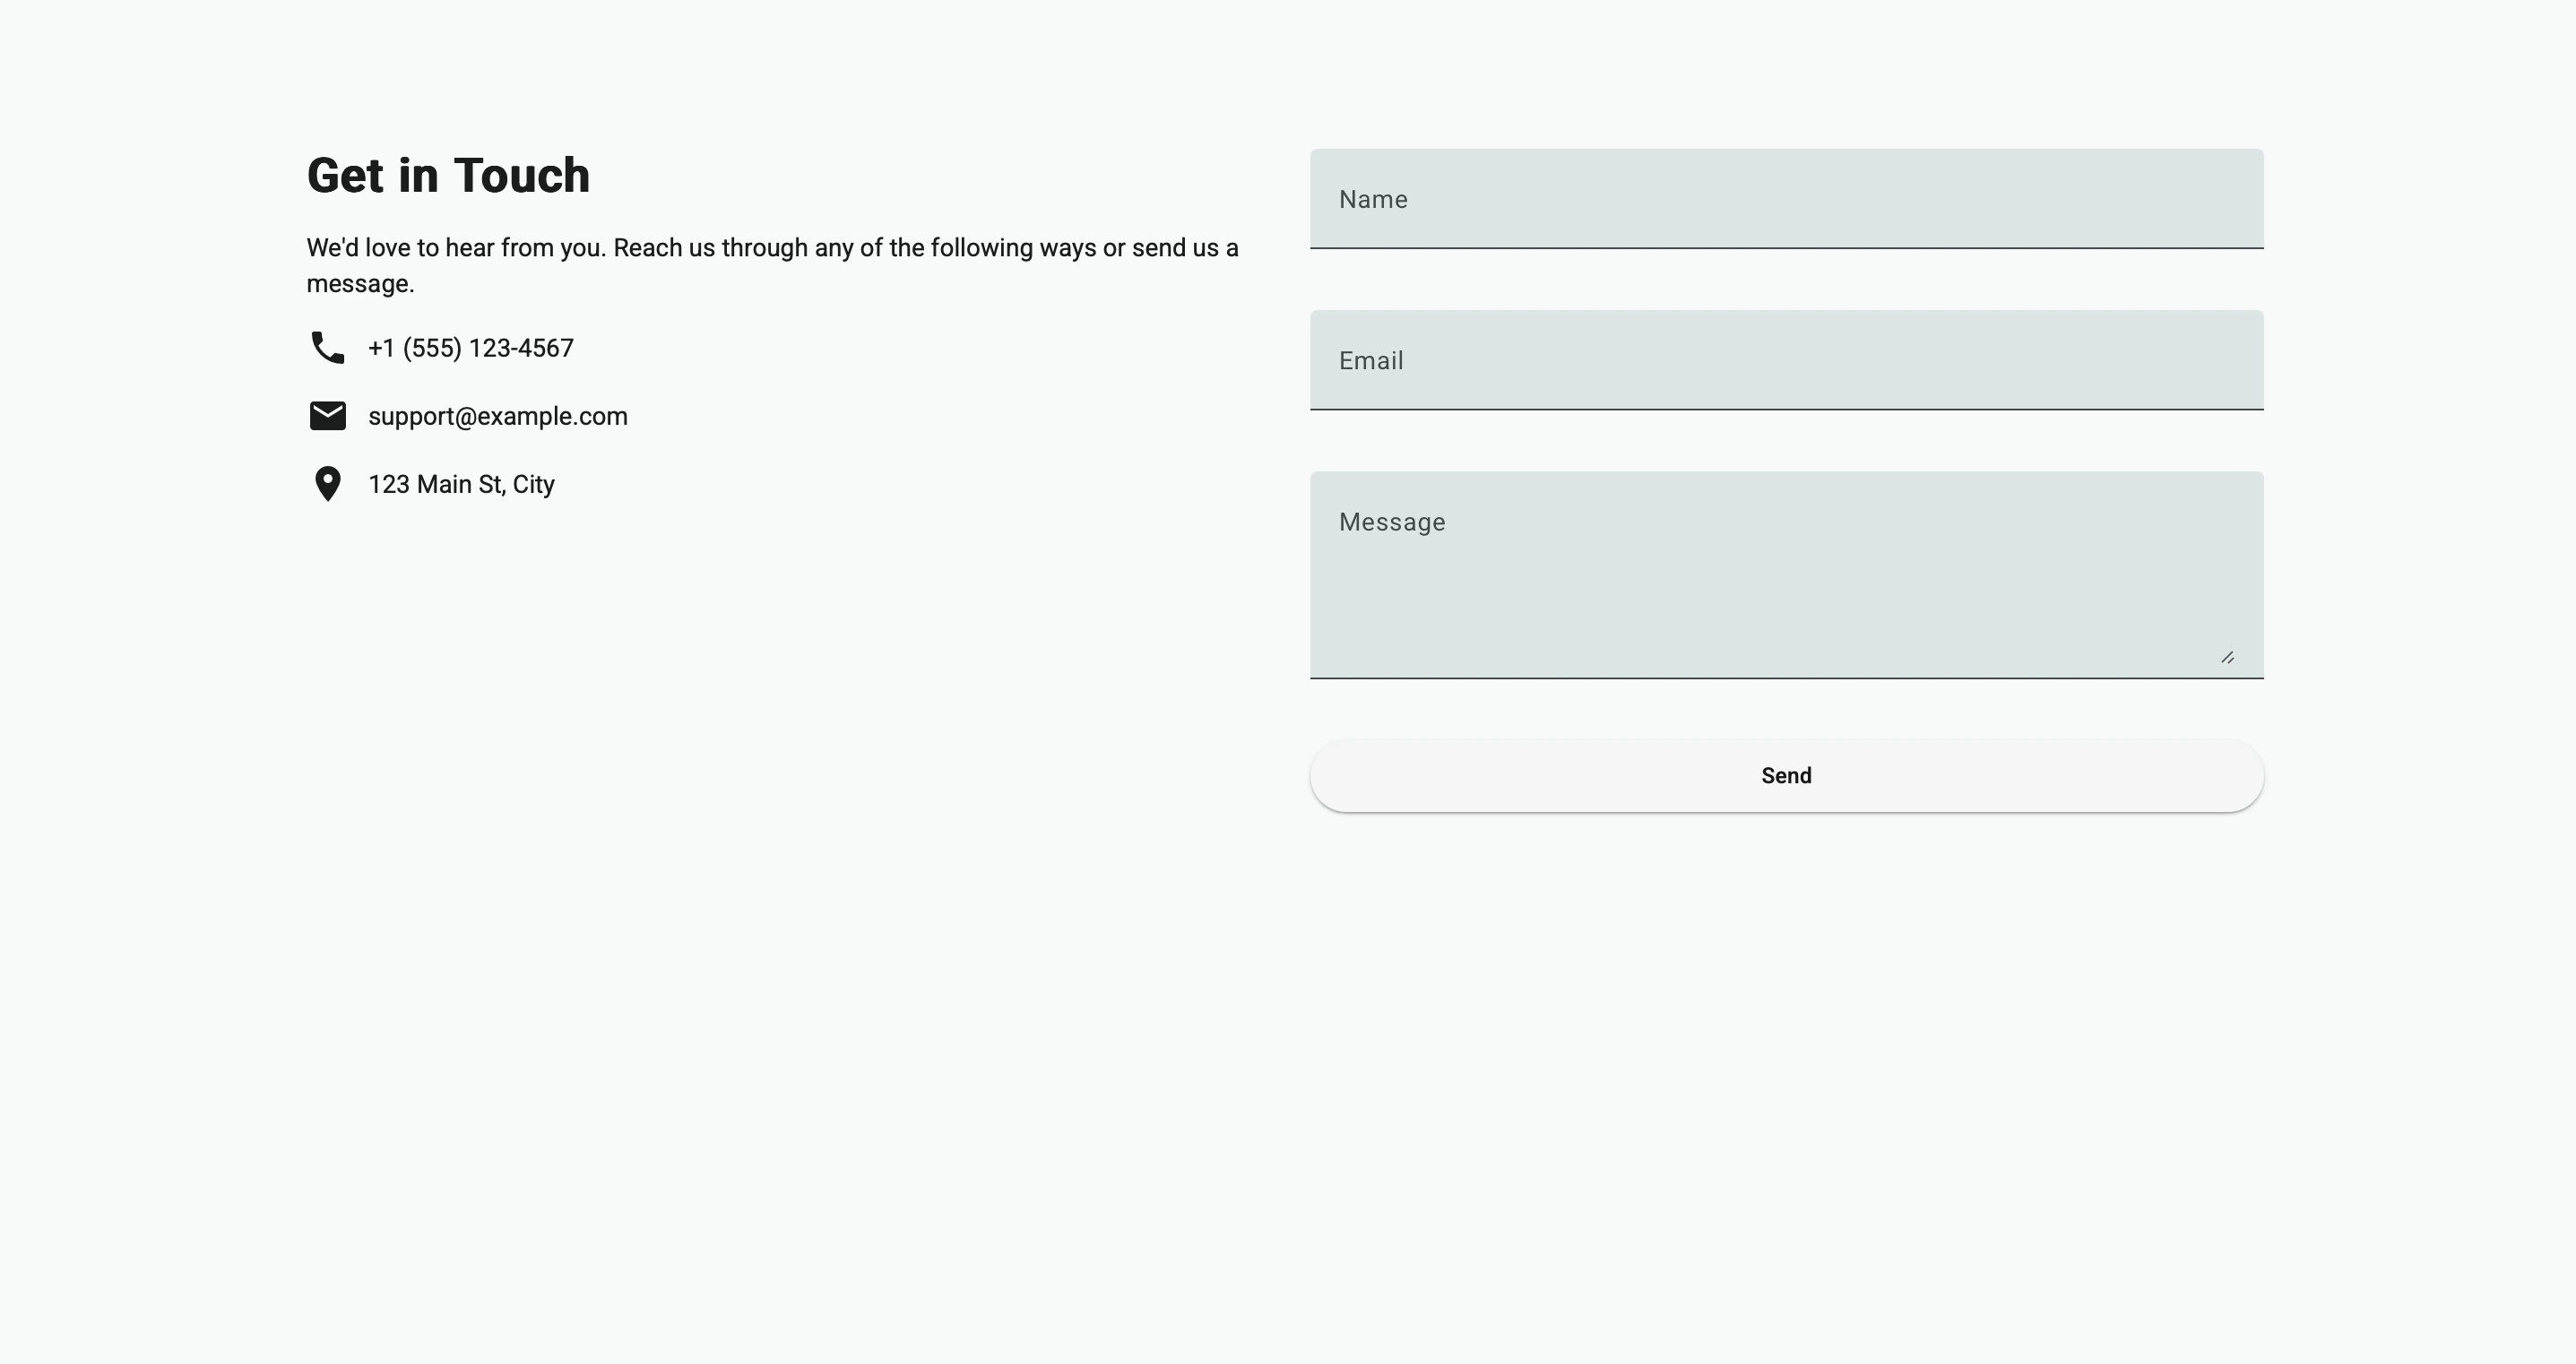 Get in Touch
We'd love to hear from you. Reach us through any of the following ways or send us a
message.
+1 (555) 123-4567
support@example.com
123 Main St, City
Name
Email
Message
Send